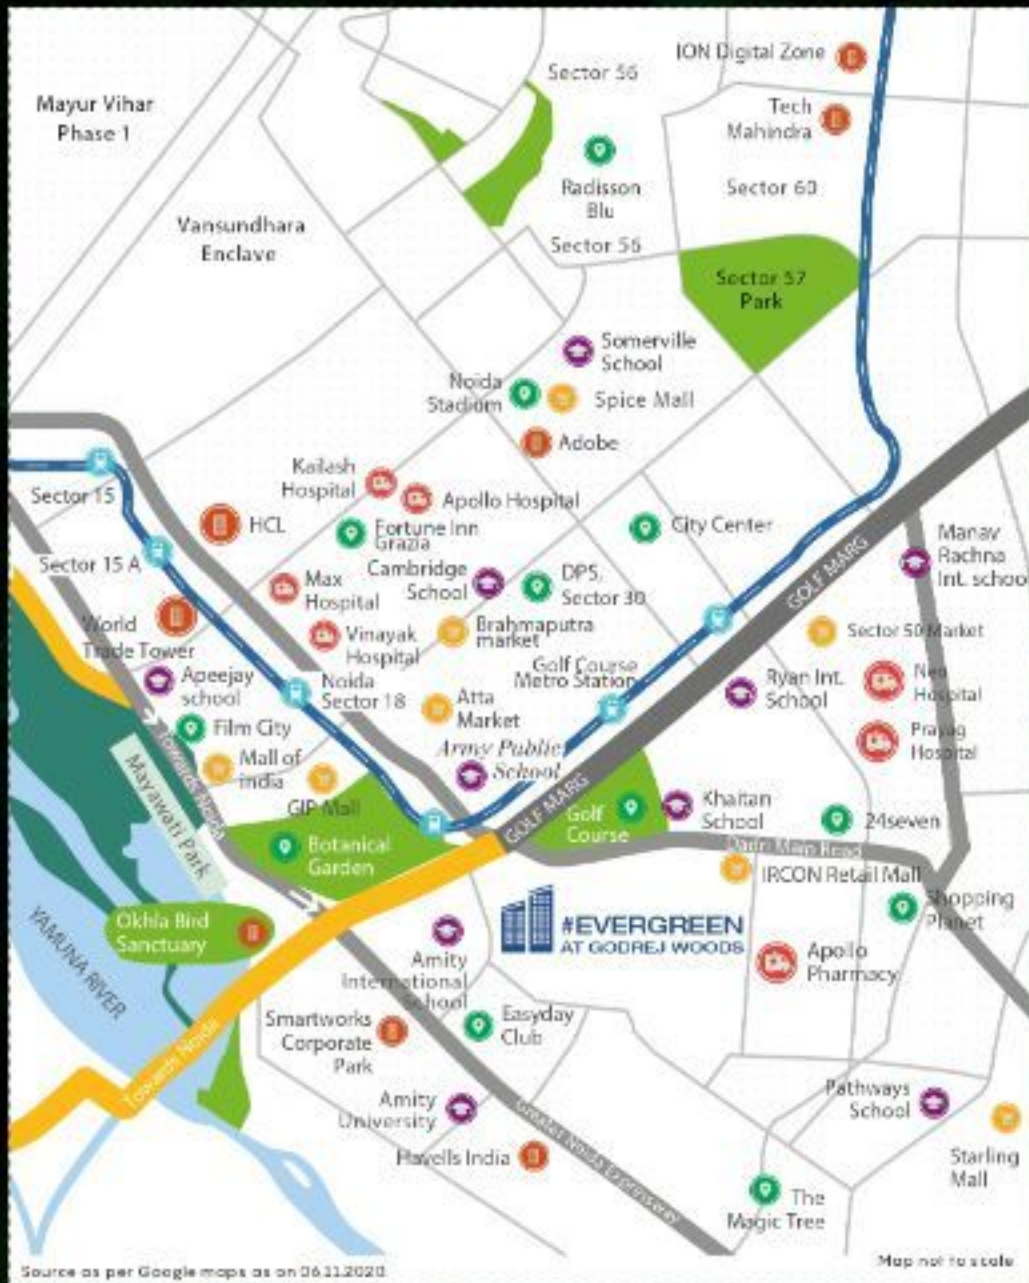 ION Digital Zone
Sector 56
Mayur Vihar
Phase 1
Tech
Mahindra
Radisson
Blu
Sector 60
Vansundhara
Enclave
Sector 56
Sector 57
Park
Somerville
School
Noida
Stadium
Spice Mall
Adobe
Kailash
Hospital
Apollo Hospital
Sector 15
HCL
Fortune Inn
Grazia
City Center
Manav
Rachna
Int. school
GOLF MARG
Sector 15 A
Cambridge
School
DPS,
Sector 30
Max
Hospital
World
Trade Tower
Vinayak
Hospital
Brahmaputra
market
Sector 50 Market
Golf Course
Metro Station
Apeejay
school
Noida
Sector 18
Ryan Int.
School
Neo
Hospital
Atta
Market
Film City
Prayag
Hospital
Army Public
School
Mall of
india
Towards Noida
Mayawati Park
GIP Mall
GOLF MARG
Golf
Course
Khaitan
School
24seven
Botanical
Garden
Dadri Main Road
IRCON Retail Mall
Shopping
Planet
Okhla Bird
Sanctuary
#EVERGREEN
AT GODREJ WOODS
YAMUNA RIVER
Amity
International
School
Apollo
Pharmacy
Smartworks
Corporate
Park
Easyday
Club
Towards Noida
Amity
University
Greater Noida Expressway
Pathways
School
Havells India
Starling
Mall
The
Magic Tree
Source as per Google maps as on 06.11.2020
Map not to scale